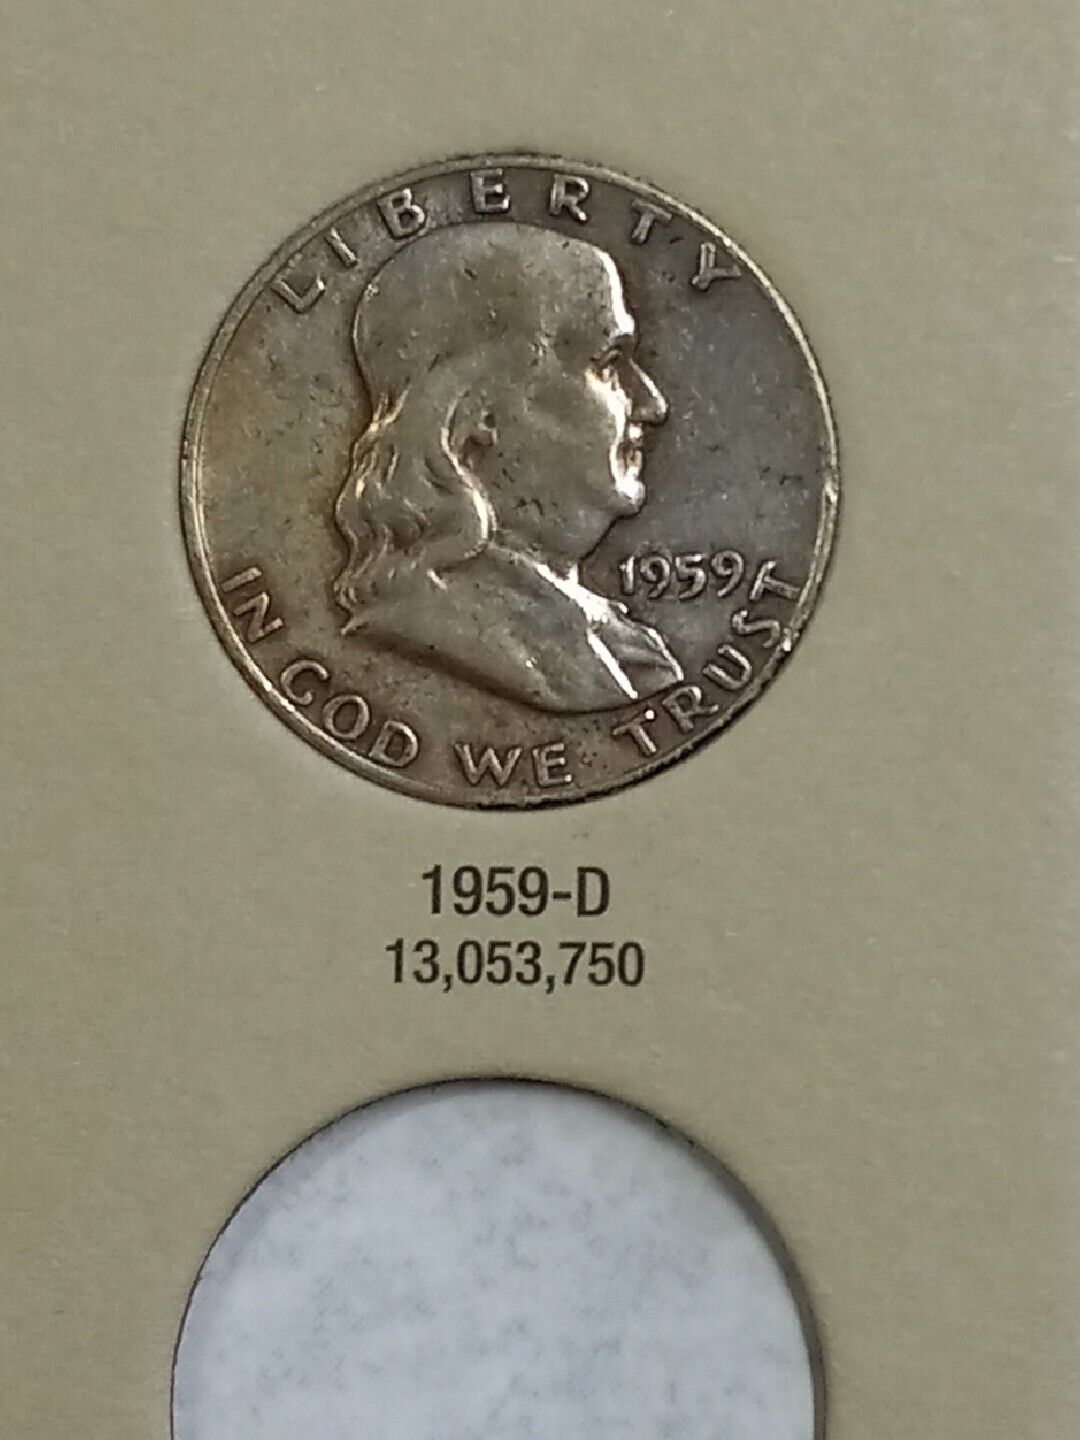 LIBERTY
1959
IN GOD WE TRUST
1959-D
13,053,750